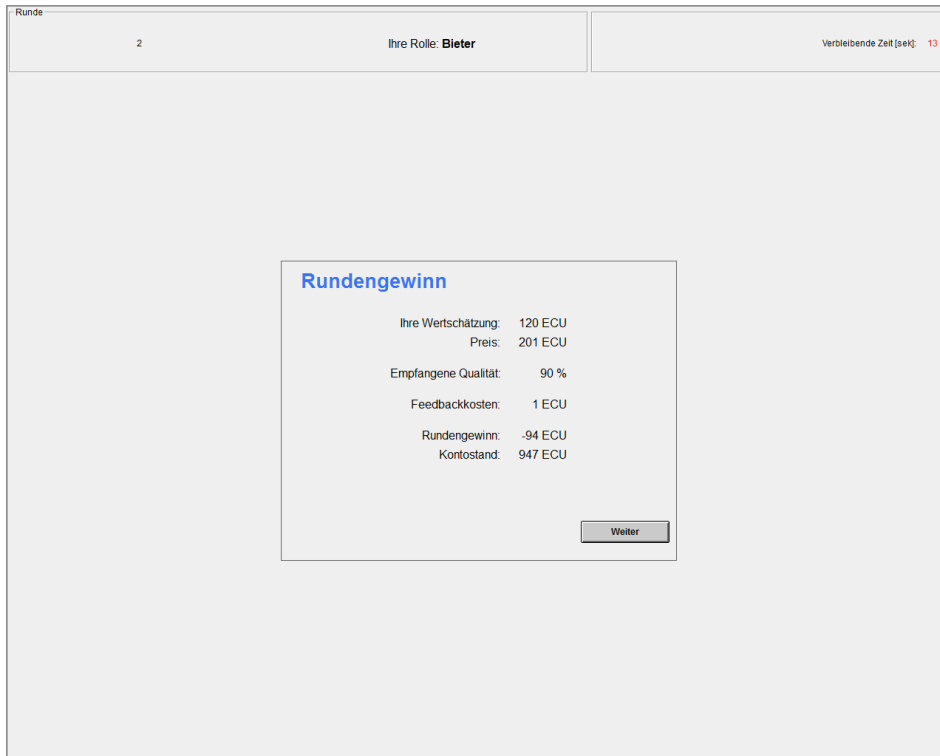 Runde
2
Ihre Rolle: Bieter
Verbleibende Zeit [sek]: 13
Rundengewinn
Ihre Wertschätzung: 120 ECU
Preis: 201 ECU
Empfangene Qualität: 90 %
Feedbackkosten: 1 ECU
Rundengewinn: -94 ECU
Kontostand: 947 ECU
Weiter